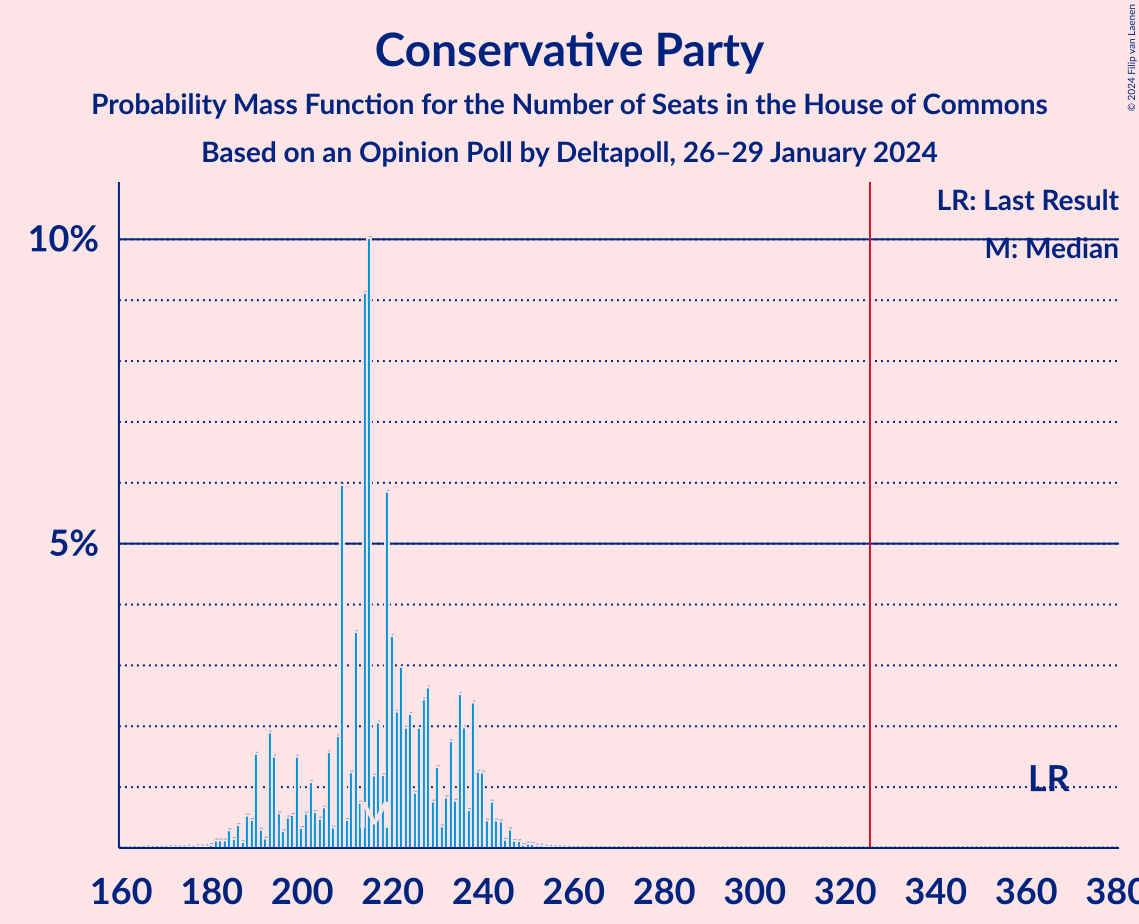 Conservative Party
Probability Mass Function for the Number of Seats in the House of Commons
Based on an Opinion Poll by Deltapoll, 26–29 January 2024
© 2024 Filip van Laenen
LR: Last Result
M: Median
10%
5%
M
LR
160 180 200 220 240 260 280 300 320 340 360 380